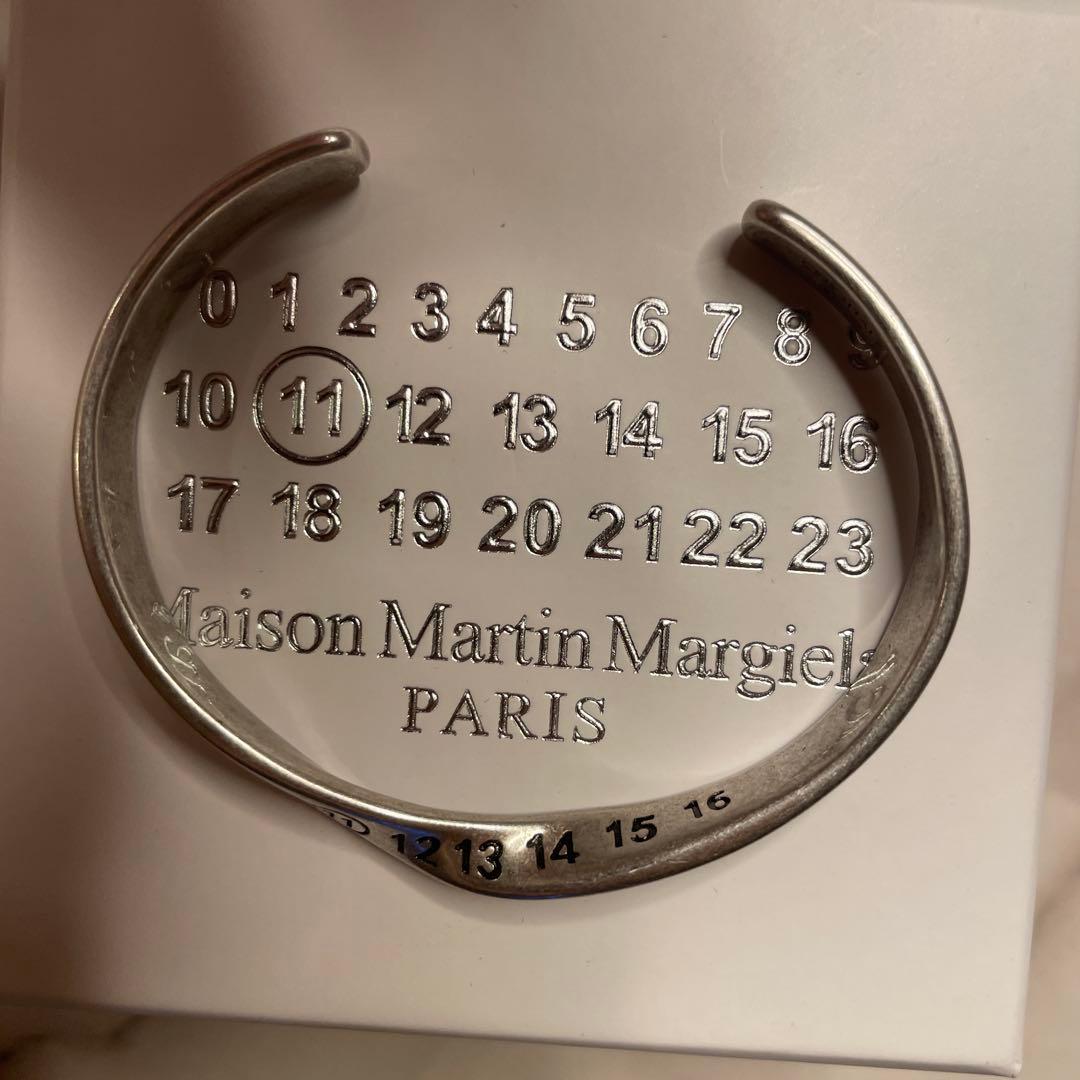 0 1 2 3 4 5 6 7 8 9
10 11 12 13 14 15 16
17 18 19 20 21 22 23
Maison Martin Margiela
PARIS
11 12 13 14 15 16